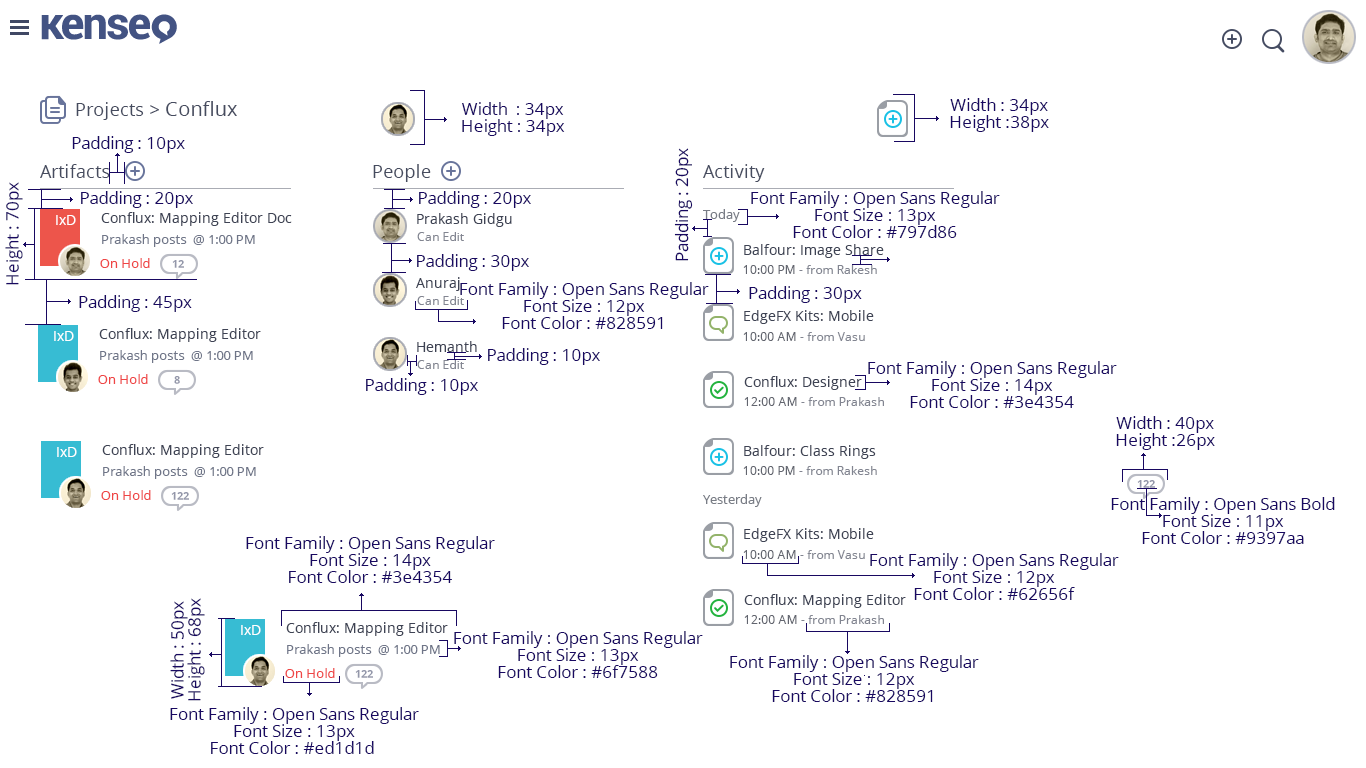 Kenseo
Projects > Conflux
Width : 34px
Height : 34px
Width : 34px
Height :38px
Padding : 10px
Artifacts
Padding : 20px
Height : 70px
IxD
Conflux: Mapping Editor Doc
Prakash posts @ 1:00 PM
On Hold
12
Padding : 45px
IxD
Conflux: Mapping Editor
Prakash posts @ 1:00 PM
On Hold
8
IxD
Conflux: Mapping Editor
Prakash posts @ 1:00 PM
On Hold
122
Font Family : Open Sans Regular
Font Size : 14px
Font Color : #3e4354
Width : 50px
Height : 68px
IxD
Conflux: Mapping Editor
Prakash posts @ 1:00 PM
On Hold
122
Font Family : Open Sans Regular
Font Size : 13px
Font Color : #6f7588
Font Family : Open Sans Regular
Font Size : 13px
Font Color : #ed1d1d
People
Padding : 20px
Prakash Gidgu
Can Edit
Padding : 30px
Anuraj
Can Edit
Font Family : Open Sans Regular
Font Size : 12px
Font Color : #828591
Hemanth
Can Edit
Padding : 10px
Padding : 10px
Activity
Padding : 20px
Font Family : Open Sans Regular
Font Size : 13px
Font Color : #797d86
Today
Balfour: Image Share
10:00 PM - from Rakesh
Padding : 30px
EdgeFX Kits: Mobile
10:00 AM - from Vasu
Conflux: Designer
12:00 AM - from Prakash
Font Family : Open Sans Regular
Font Size : 14px
Font Color : #3e4354
Balfour: Class Rings
10:00 PM - from Rakesh
Yesterday
EdgeFX Kits: Mobile
10:00 AM - from Vasu
Font Family : Open Sans Regular
Font Size : 12px
Font Color : #62656f
Conflux: Mapping Editor
12:00 AM - from Prakash
Font Family : Open Sans Regular
Font Size : 12px
Font Color : #828591
Width : 40px
Height :26px
122
Font Family : Open Sans Bold
Font Size : 11px
Font Color : #9397aa